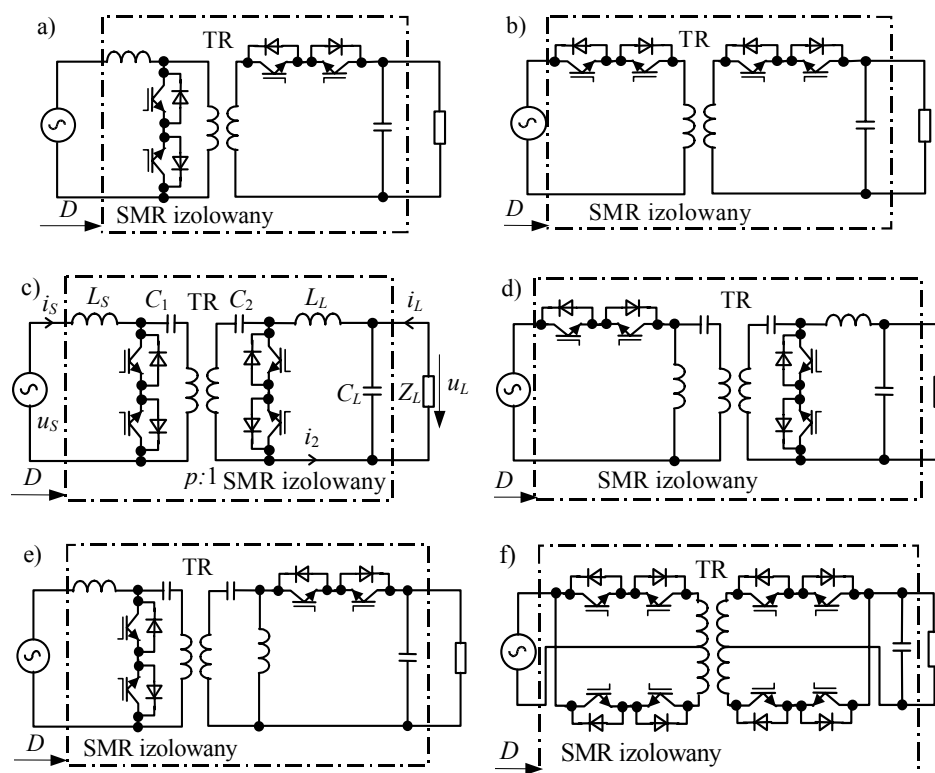 a)
TR
D
SMR izolowany
b)
TR
D
SMR izolowany
c)
i_S
L_S
C_1
TR
C_2
L_L
i_L
u_S
C_L
Z_L
u_L
i_2
D
p:1
SMR izolowany
d)
TR
D
SMR izolowany
e)
TR
D
SMR izolowany
f)
TR
D
SMR izolowany